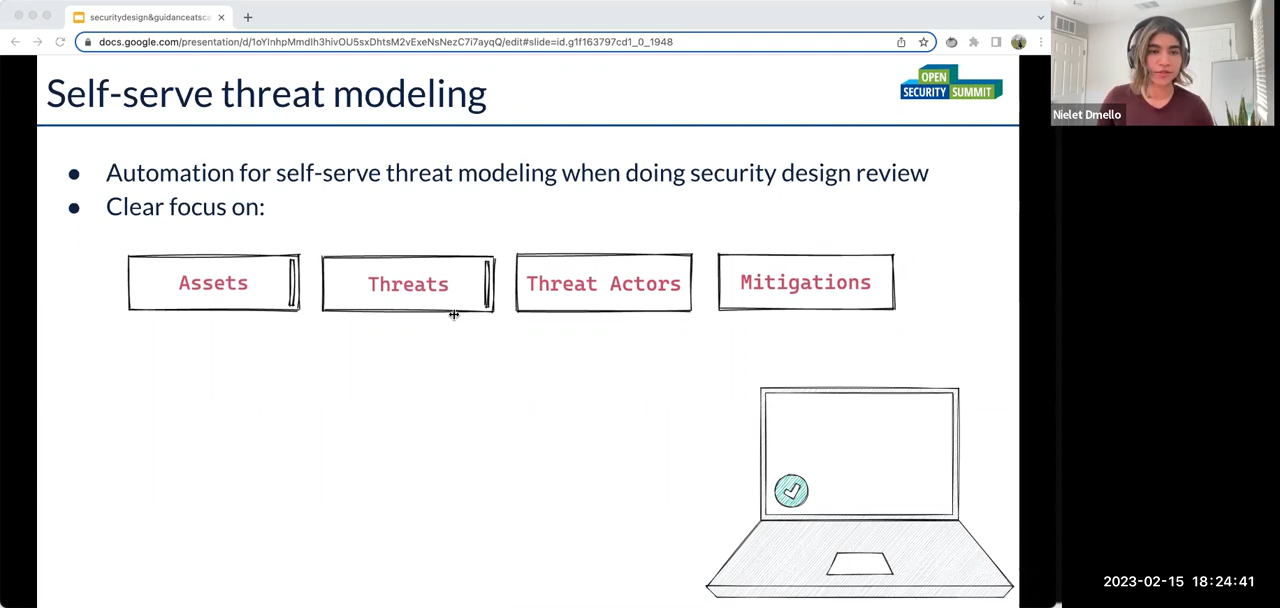 securitydesign&guidanceatsca
docs.google.com/presentation/d/1oYlnhpMmdIh3hivOU5sxDhtsM2vExeNsNezC7i7ayqQ/edit#slide=id.g1f163797cd1_0_1948
Self-serve threat modeling
OPEN
SECURITY SUMMIT
Nielet Dmello
● Automation for self-serve threat modeling when doing security design review
● Clear focus on:
Assets
Threats
Threat Actors
Mitigations
2023-02-15 18:24:41